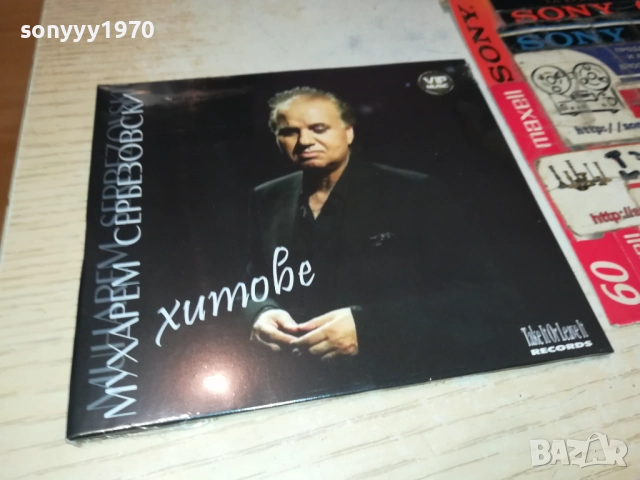 sonyyy1970
MUHAREM SERBEZOVSKI
МУХАРЕМ СЕРБЕЗОВСКИ
VIP
хитове
Take It Or Leave It
RECORDS
SONY
SONY
SONY
maxell
http://
http://
60
BAZAR